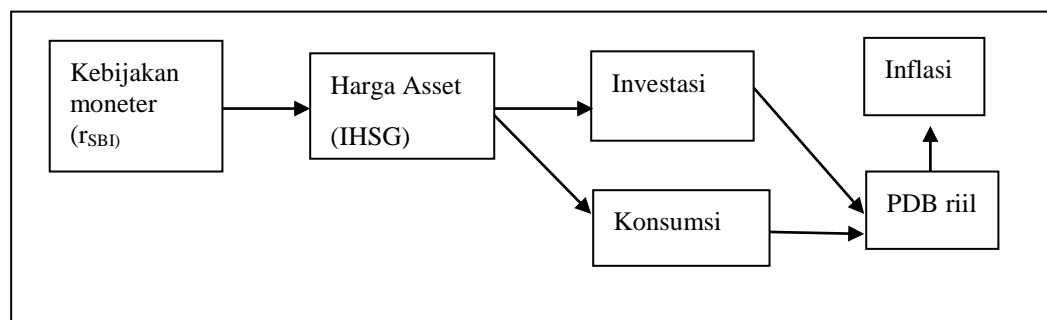 Kebijakan
moneter
(rSBI)
Harga Asset
(IHSG)
Investasi
Konsumsi
Inflasi
PDB riil